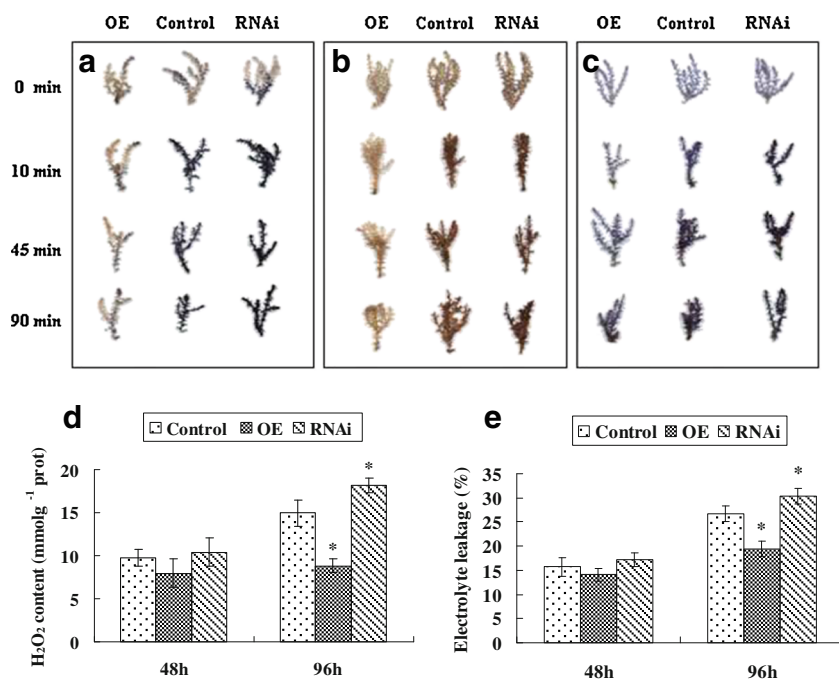 OE Control RNAi OE Control RNAi OE Control RNAi
a b c
0 min
10 min
45 min
90 min
d e
Control OE RNAi
Control OE RNAi
H₂O₂ content (mmolg ⁻¹ prot)
20
15
10
5
0
* *
48h 96h
Electrolyte leakage (%)
35
30
25
20
15
10
5
0
* *
48h 96h